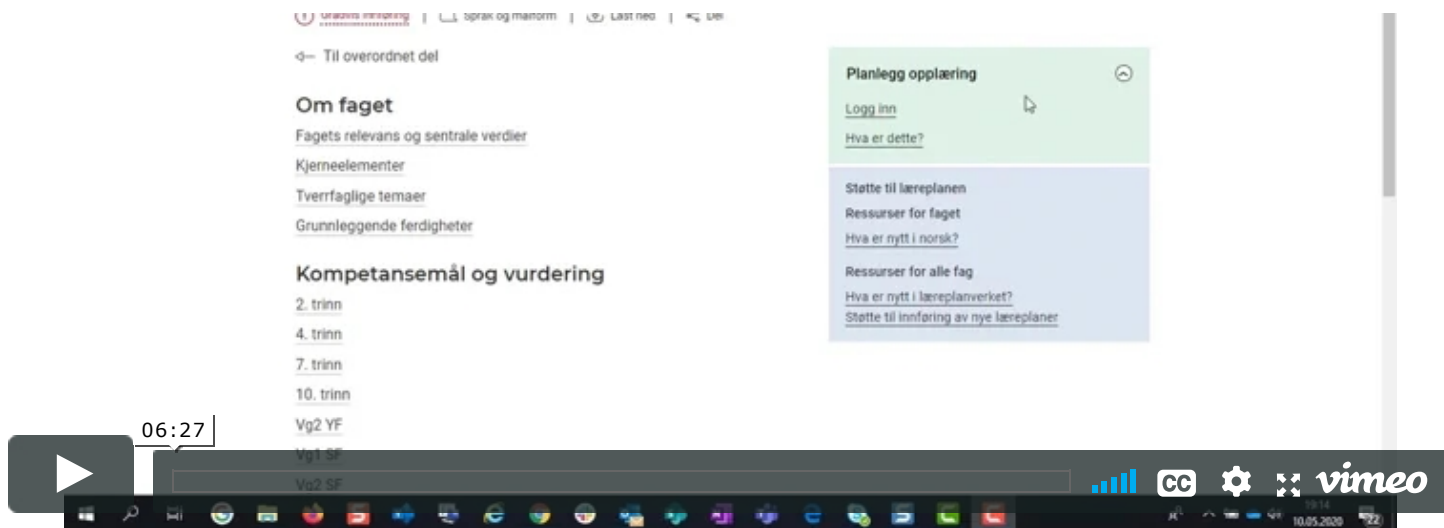 Gradvis innføring | Språk og målform | Last ned | Del
Til overordnet del
Om faget
Fagets relevans og sentrale verdier
Kjerneelementer
Tverrfaglige temaer
Grunnleggende ferdigheter
Kompetansemål og vurdering
2. trinn
4. trinn
7. trinn
10. trinn
Vg2 YF
Vg1 SF
Vg2 SF
Planlegg opplæring
Logg inn
Hva er dette?
Støtte til læreplanen
Ressurser for faget
Hva er nytt i norsk?
Ressurser for alle fag
Hva er nytt i læreplanverket?
Støtte til innføring av nye læreplaner
06:27
CC
vimeo
19:14
10.05.2020
22